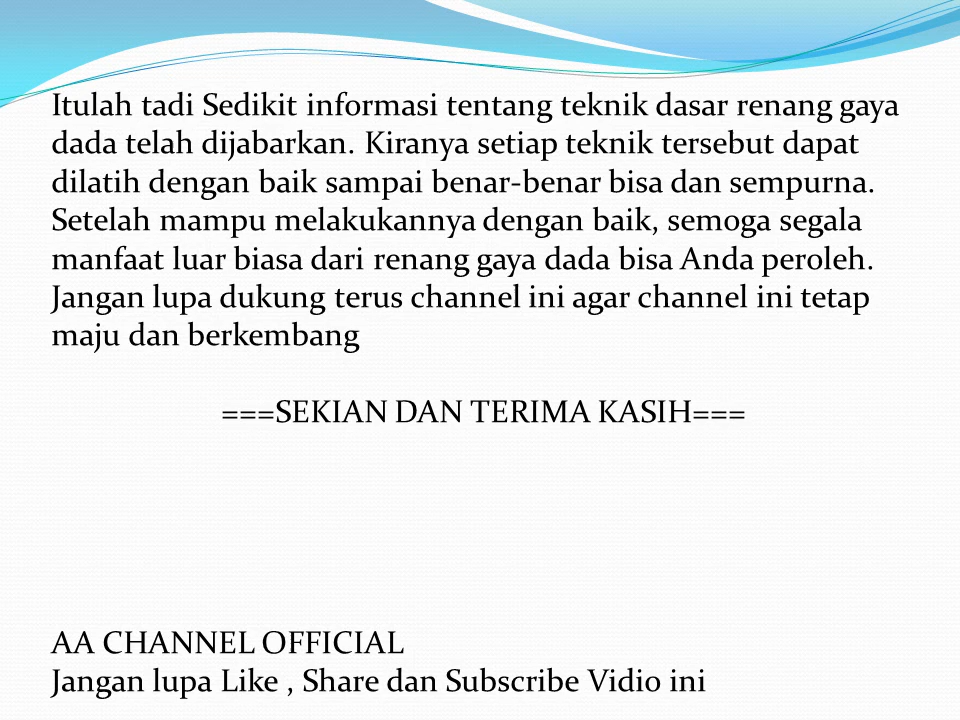 Itulah tadi Sedikit informasi tentang teknik dasar renang gaya
dada telah dijabarkan. Kiranya setiap teknik tersebut dapat
dilatih dengan baik sampai benar-benar bisa dan sempurna.
Setelah mampu melakukannya dengan baik, semoga segala
manfaat luar biasa dari renang gaya dada bisa Anda peroleh.
Jangan lupa dukung terus channel ini agar channel ini tetap
maju dan berkembang
===SEKIAN DAN TERIMA KASIH===
AA CHANNEL OFFICIAL
Jangan lupa Like , Share dan Subscribe Vidio ini